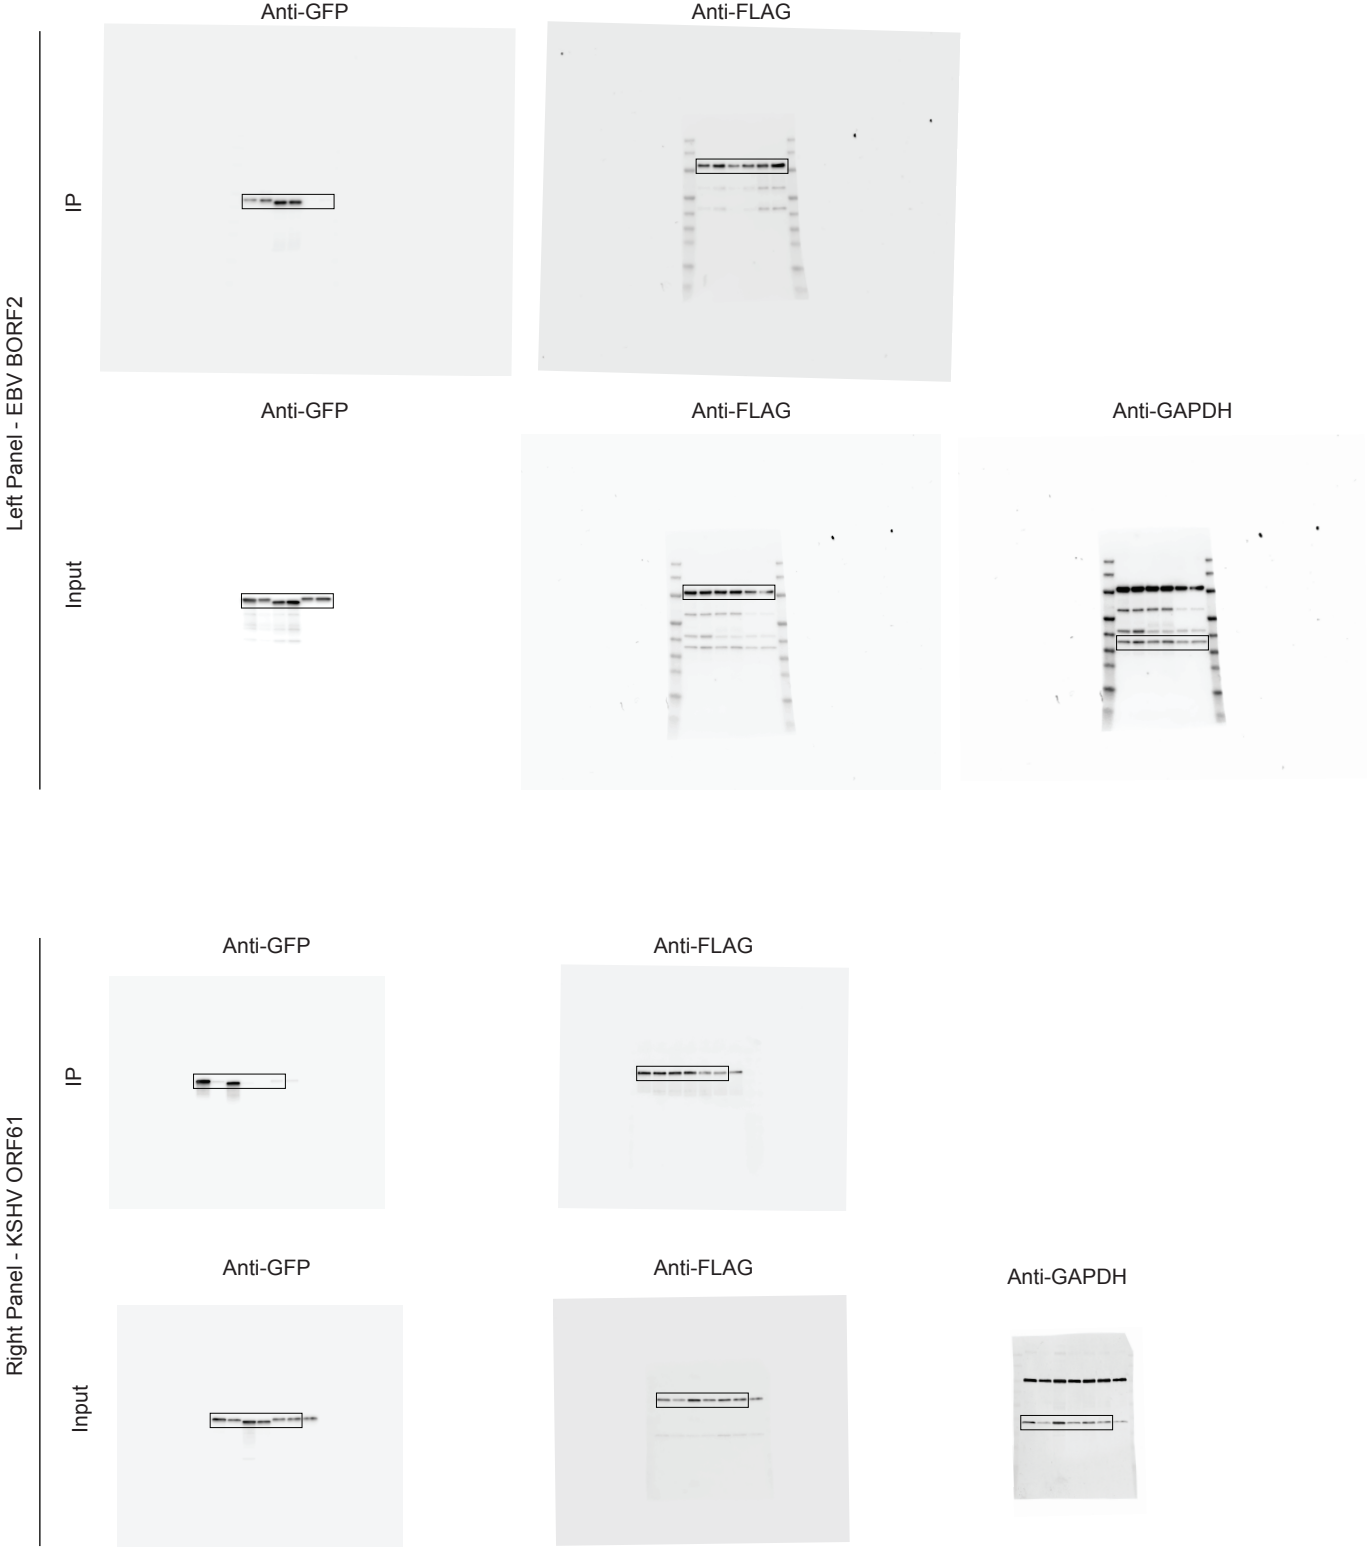 Left Panel - EBV BORF2
IP
Anti-GFP
Anti-FLAG
Input
Anti-GFP
Anti-FLAG
Anti-GAPDH
Right Panel - KSHV ORF61
IP
Anti-GFP
Anti-FLAG
Input
Anti-GFP
Anti-FLAG
Anti-GAPDH